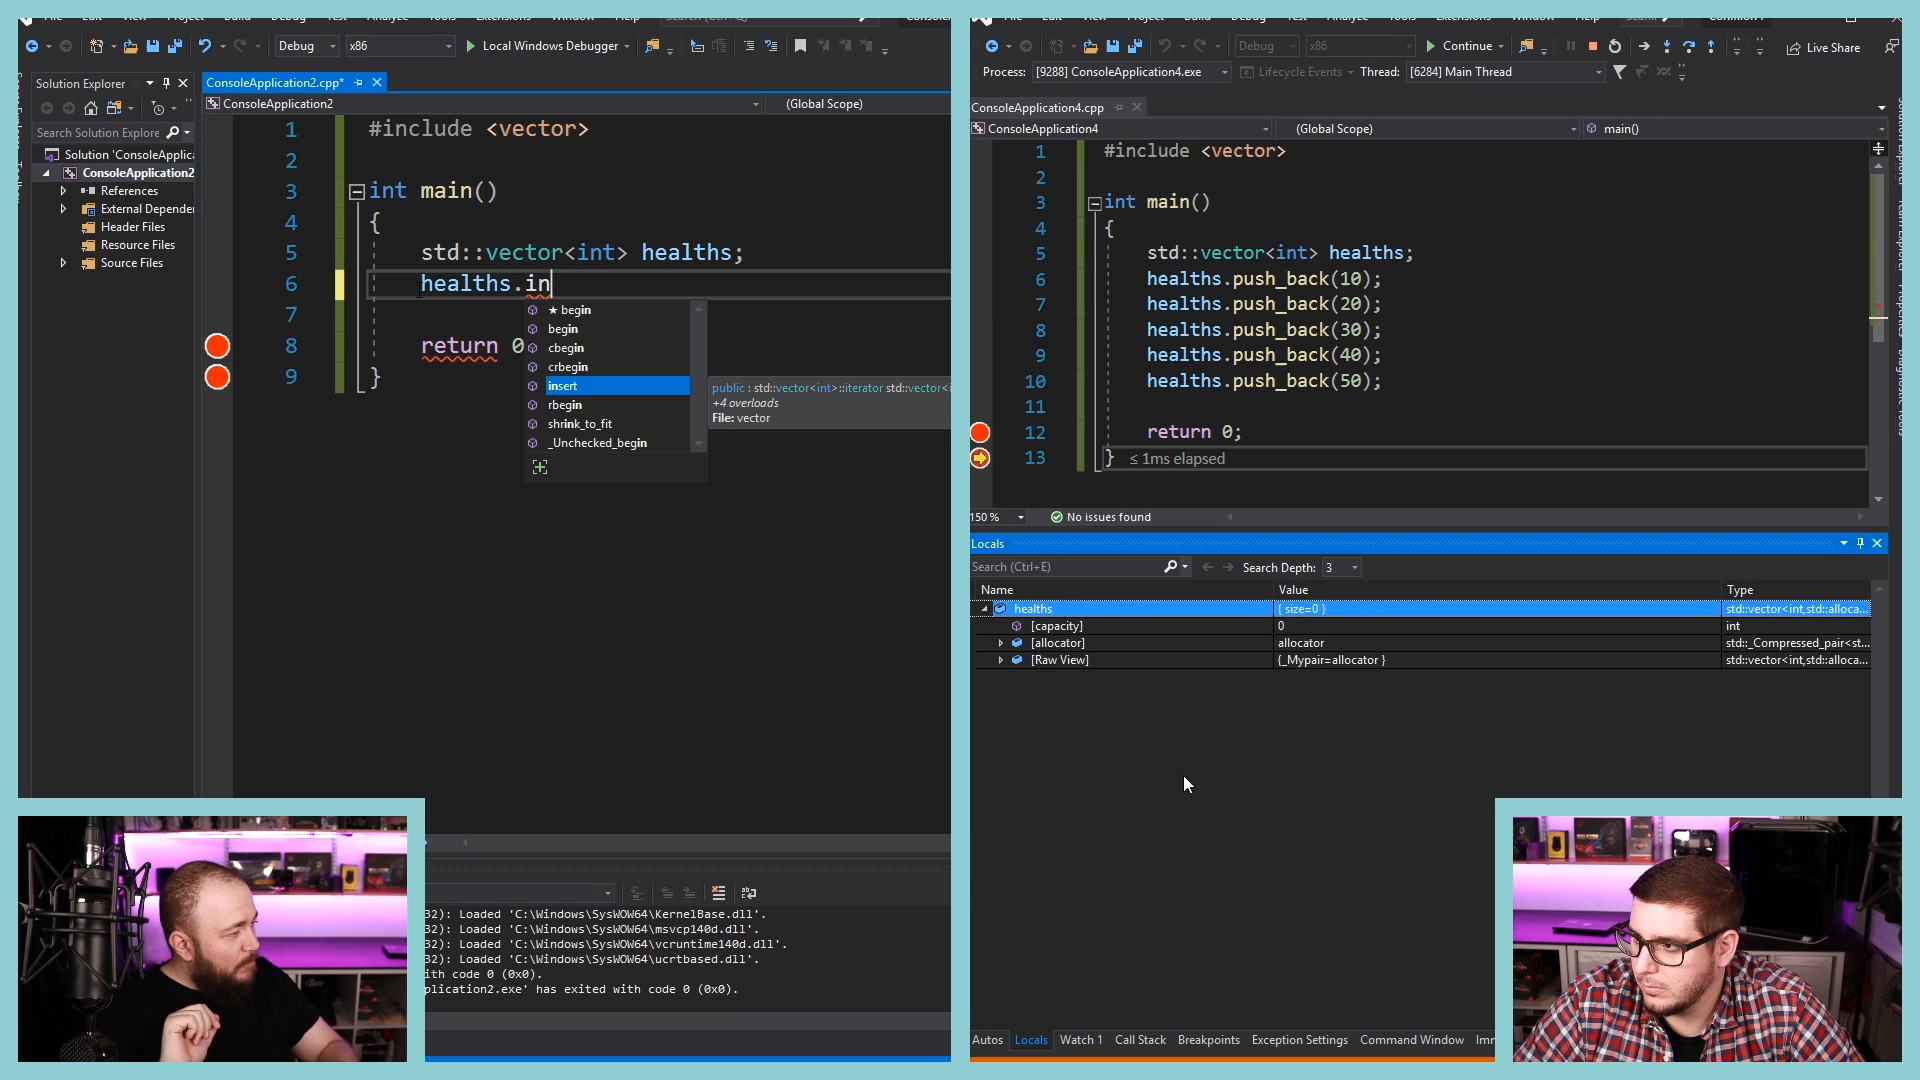 Debug
x86
Local Windows Debugger
Solution Explorer
Search Solution Explore
Solution 'ConsoleApplica
ConsoleApplication2
References
External Depende
Header Files
Resource Files
Source Files
ConsoleApplication2.cpp*
ConsoleApplication2
(Global Scope)
1 #include <vector>
2
3 int main()
4 {
5 std::vector<int> healths;
6 healths.in
7
8 return 0
9 }
★ begin
begin
cbegin
crbegin
insert
rbegin
shrink_to_fit
_Unchecked_begin
public : std::vector<int>::iterator std::vector<i
+4 overloads
File: vector
32): Loaded 'C:\Windows\SysWOW64\KernelBase.dll'.
32): Loaded 'C:\Windows\SysWOW64\msvcp140d.dll'.
32): Loaded 'C:\Windows\SysWOW64\vcruntime140d.dll'.
32): Loaded 'C:\Windows\SysWOW64\ucrtbased.dll'.
ith code 0 (0x0).
plication2.exe' has exited with code 0 (0x0).
Debug
x86
Continue
Live Share
Process: [9288] ConsoleApplication4.exe
Lifecycle Events
Thread: [6284] Main Thread
ConsoleApplication4.cpp
ConsoleApplication4
(Global Scope)
main()
1 #include <vector>
2
3 int main()
4 {
5 std::vector<int> healths;
6 healths.push_back(10);
7 healths.push_back(20);
8 healths.push_back(30);
9 healths.push_back(40);
10 healths.push_back(50);
11
12 return 0;
13 } ≤ 1ms elapsed
150 %
No issues found
Locals
Search (Ctrl+E)
Search Depth: 3
Name Value Type
healths { size=0 } std::vector<int,std::alloca...
[capacity] 0 int
[allocator] allocator std::_Compressed_pair<st...
[Raw View] {_Mypair=allocator } std::vector<int,std::alloca...
Autos Locals Watch 1 Call Stack Breakpoints Exception Settings Command Window Imm